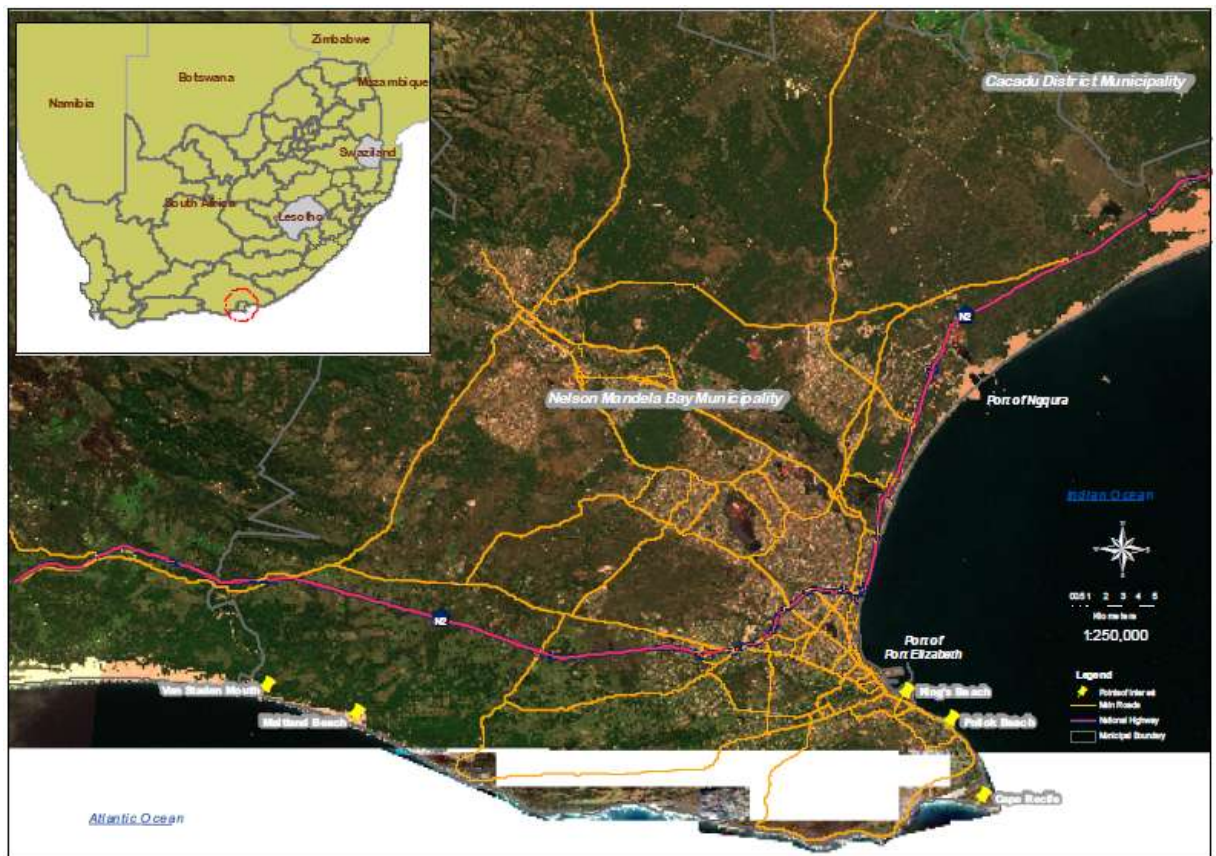 Zimbabwe
Botswana
Mozambique
Namibia
Swaziland
South Africa
Lesotho
Cacadu District Municipality
N2
Nelson Mandela Bay Municipality
Port of Ngqura
Indian Ocean
Kilometers
1:250,000
N2
Port of
Port Elizabeth
Legend
Points of Interest
Main Roads
National Highway
Municipal Boundary
Van Staden Mouth
King's Beach
Maitland Beach
Pollok Beach
Cape Recife
Atlantic Ocean